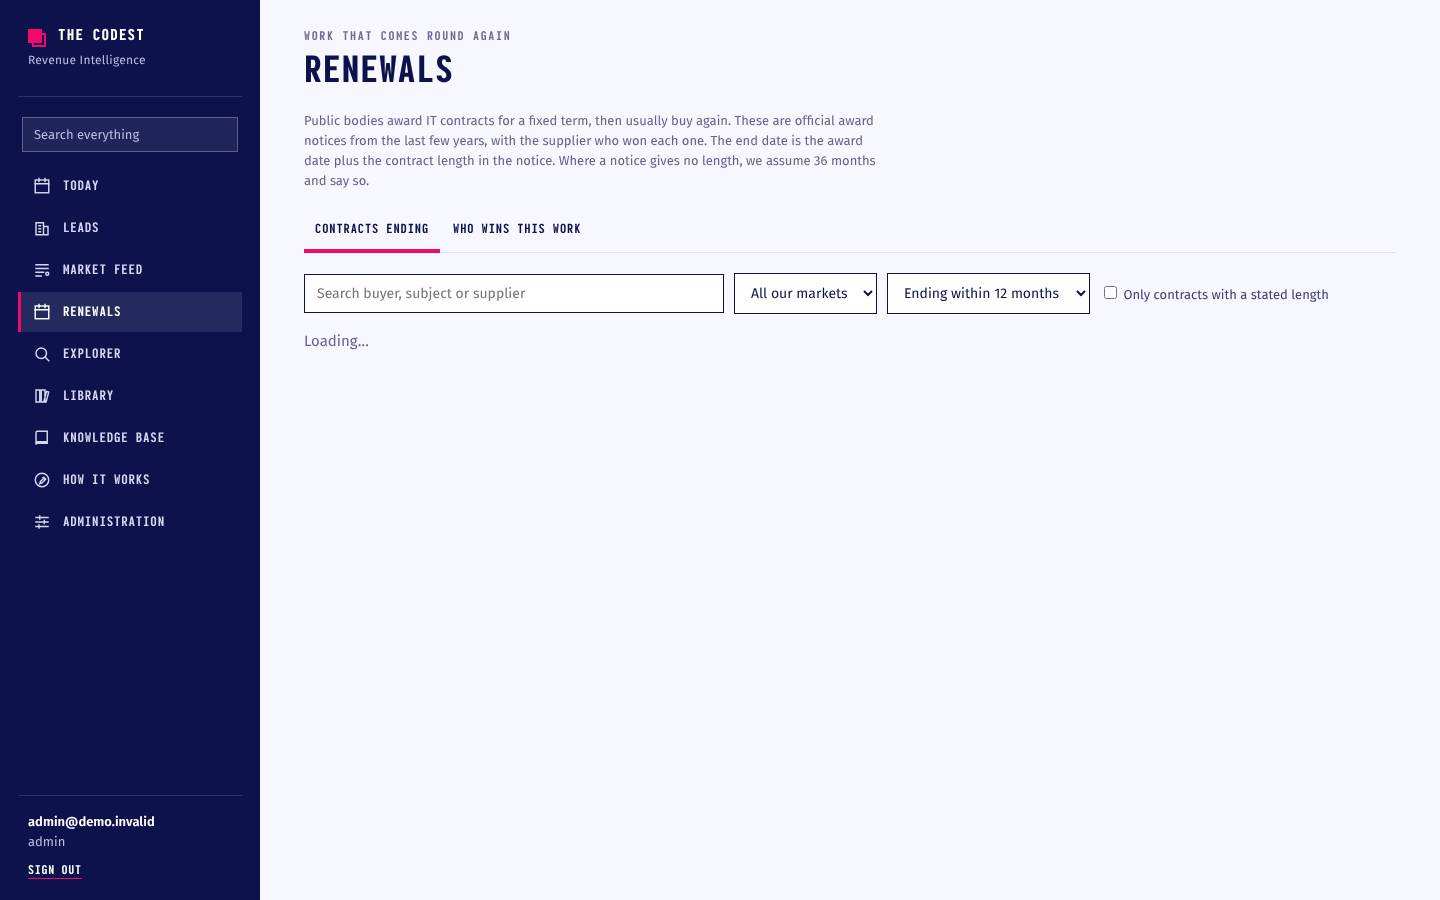 THE CODEST
Revenue Intelligence
Search everything
TODAY
LEADS
MARKET FEED
RENEWALS
EXPLORER
LIBRARY
KNOWLEDGE BASE
HOW IT WORKS
ADMINISTRATION
admin@demo.invalid
admin
SIGN OUT
WORK THAT COMES ROUND AGAIN
RENEWALS
Public bodies award IT contracts for a fixed term, then usually buy again. These are official award
notices from the last few years, with the supplier who won each one. The end date is the award
date plus the contract length in the notice. Where a notice gives no length, we assume 36 months
and say so.
CONTRACTS ENDING WHO WINS THIS WORK
Search buyer, subject or supplier All our markets Ending within 12 months Only contracts with a stated length
Loading...